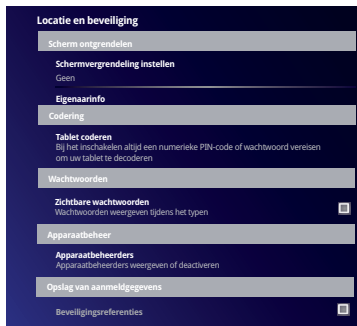 Locatie en beveiliging
Scherm ontgrendelen
Schermvergrendeling instellen
Geen
Eigenaarinfo
Codering
Tablet coderen
Bij het inschakelen altijd een numerieke PIN-code of wachtwoord vereisen
om uw tablet te decoderen
Wachtwoorden
Zichtbare wachtwoorden
Wachtwoorden weergeven tijdens het typen
Apparaatbeheer
Apparaatbeheerders
Apparaatbeheerders weergeven of deactiveren
Opslag van aanmeldgegevens
Beveiligingsreferenties